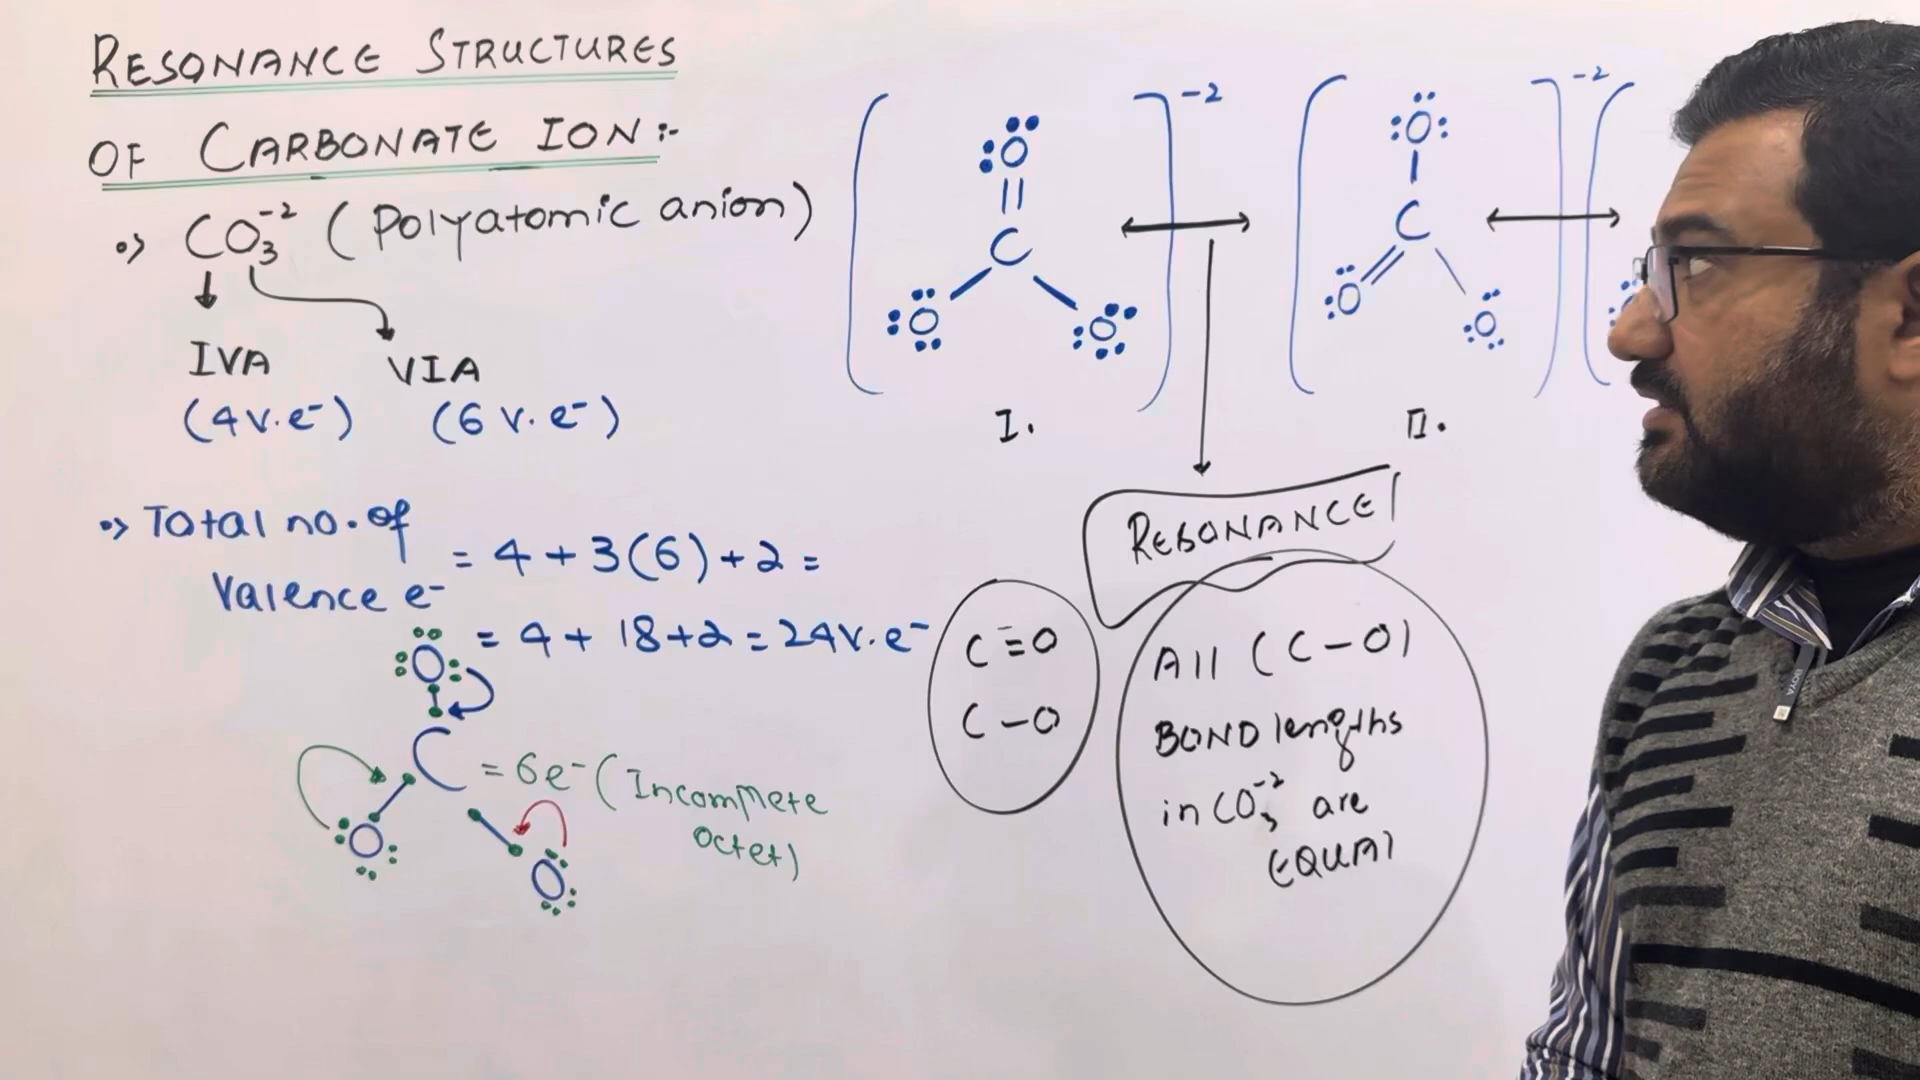 RESONANCE STRUCTURES
OF CARBONATE ION:-
CO₃⁻² (Polyatomic anion)
IVA VIA
(4v.e⁻) (6 v.e⁻)
Total no. of
Valence e⁻ = 4 + 3(6) + 2 =
= 4 + 18 + 2 = 24 v.e⁻
:O:
C = 6e⁻ (Incomplete
octet)
:O: :O:
-2
:O
C
:O: :O:
I.
-2
:O:
C
:O :O:
II.
RESONANCE
C=O
C-O
All (C-O)
BOND lengths
in CO₃⁻² are
EQUAl
BOYA